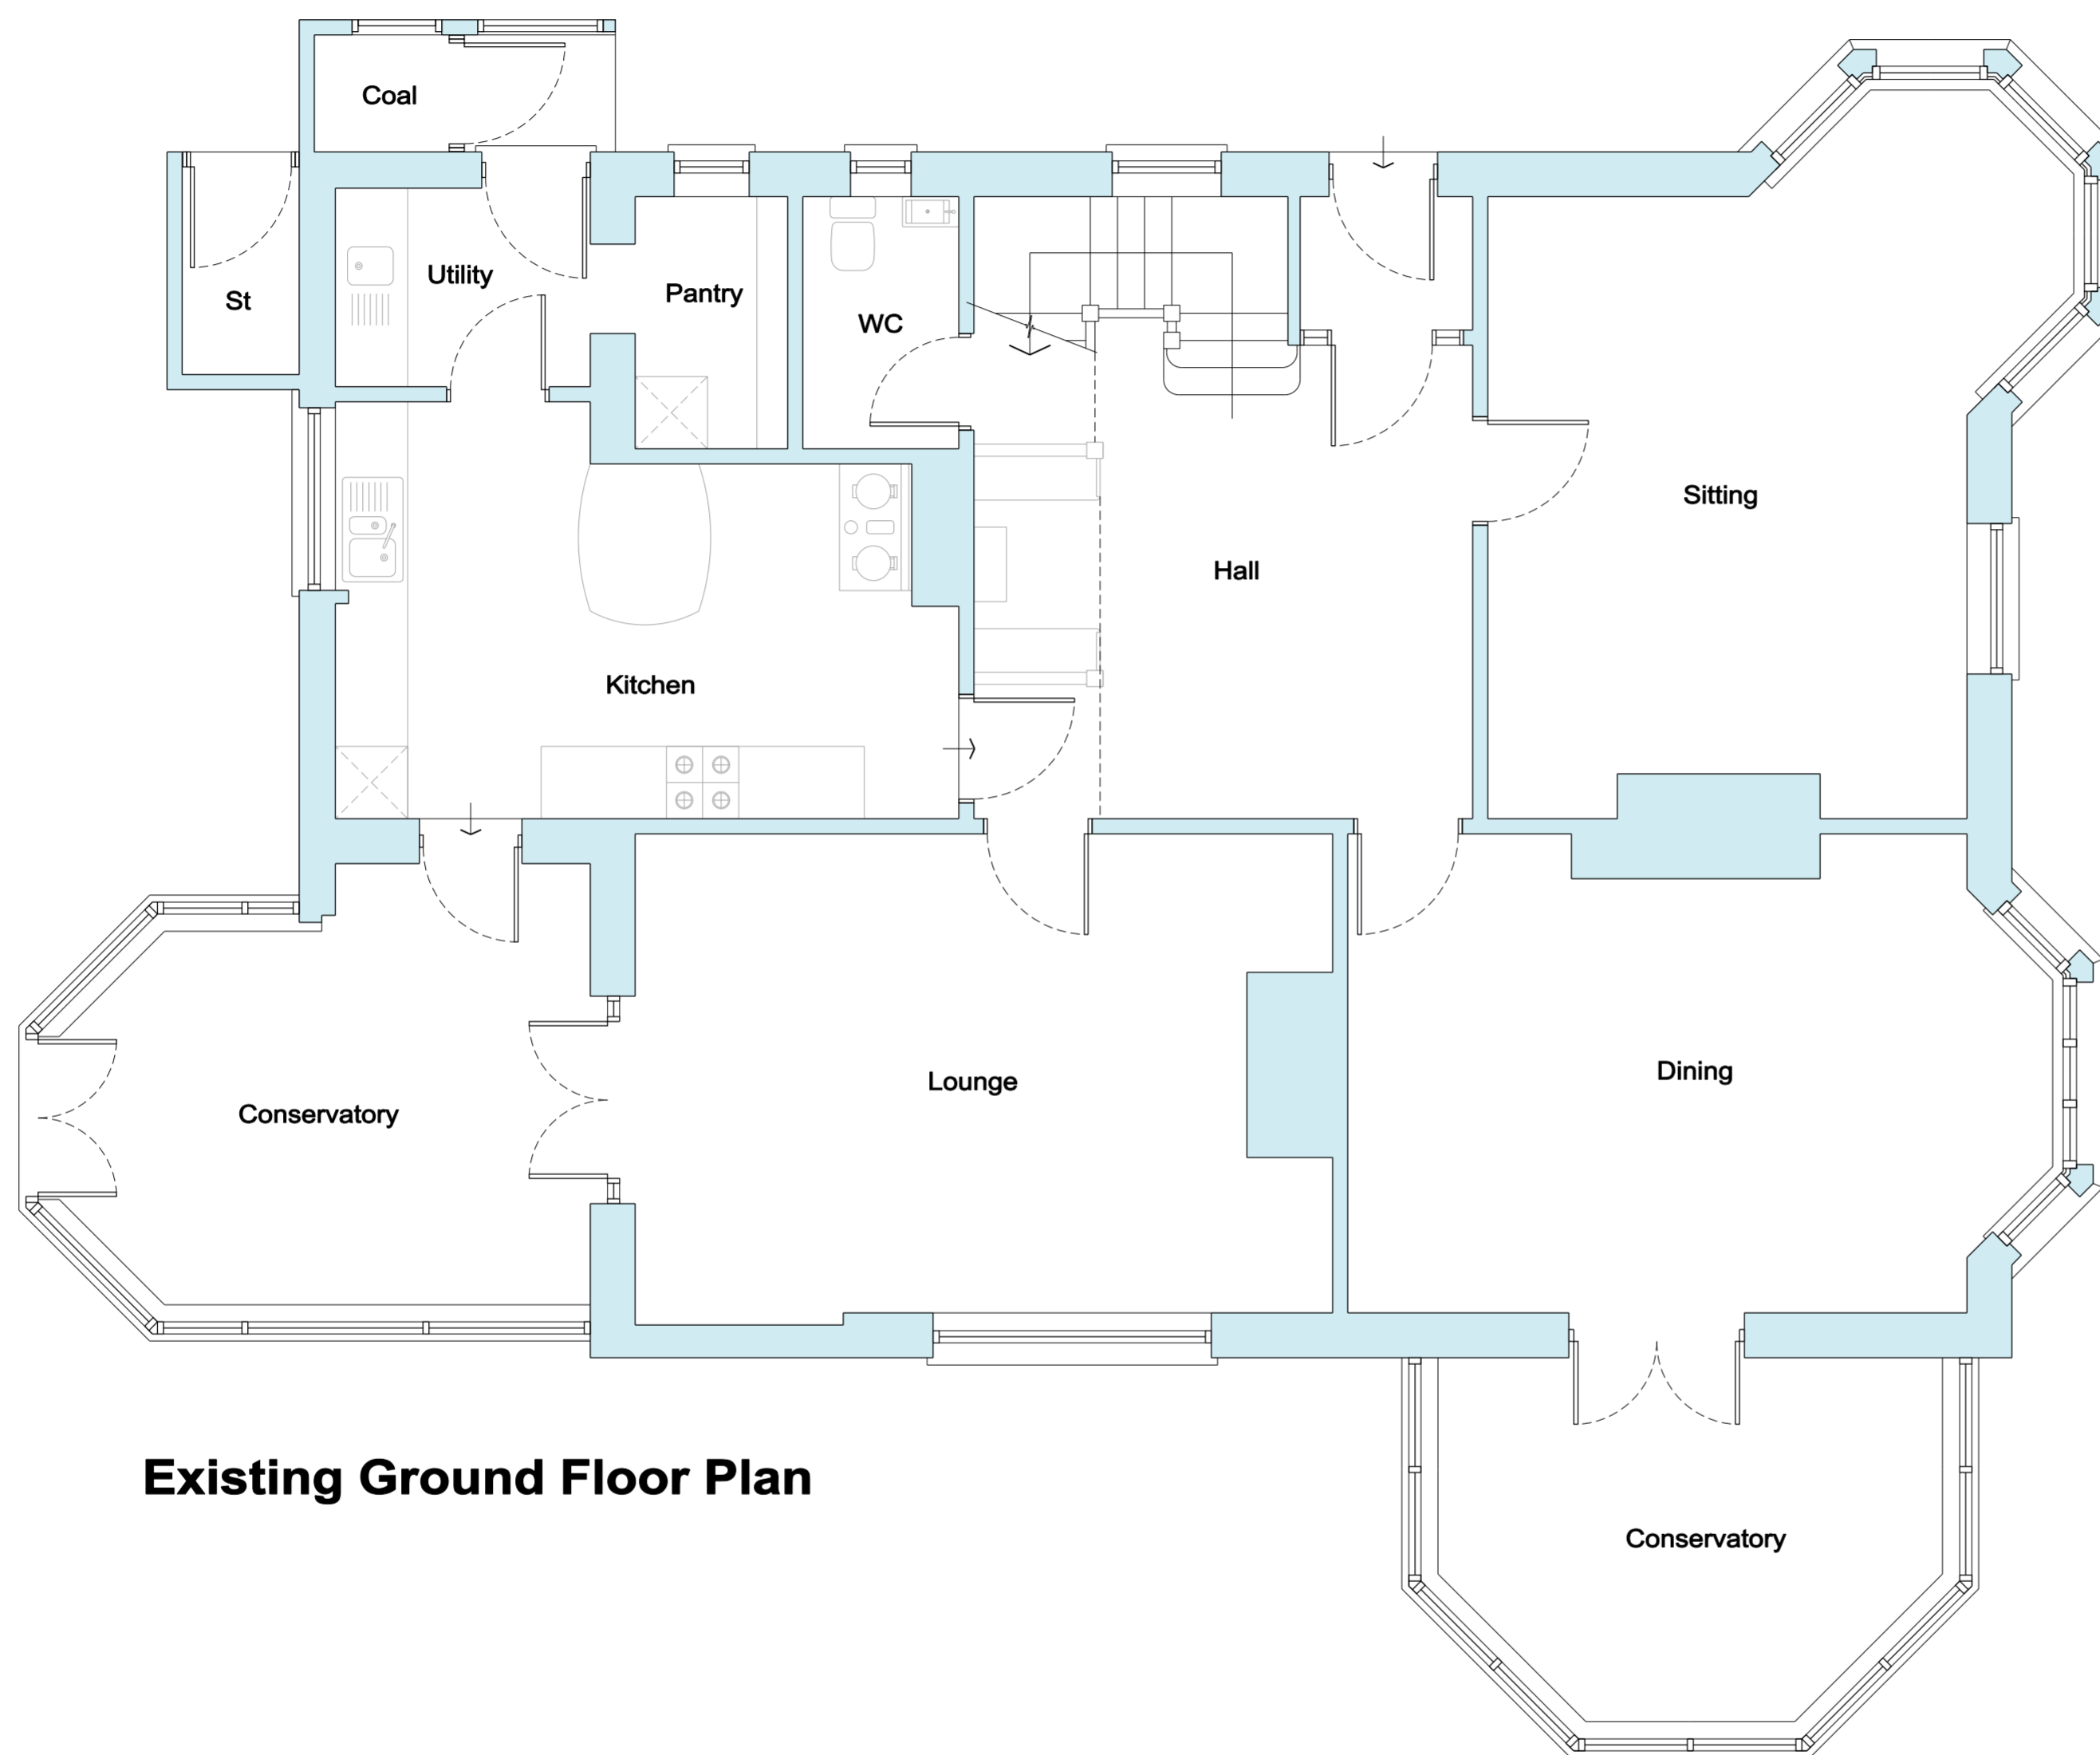 Coal
St
Utility
Pantry
WC
Sitting
Hall
Kitchen
Lounge
Dining
Conservatory
Existing Ground Floor Plan
Conservatory